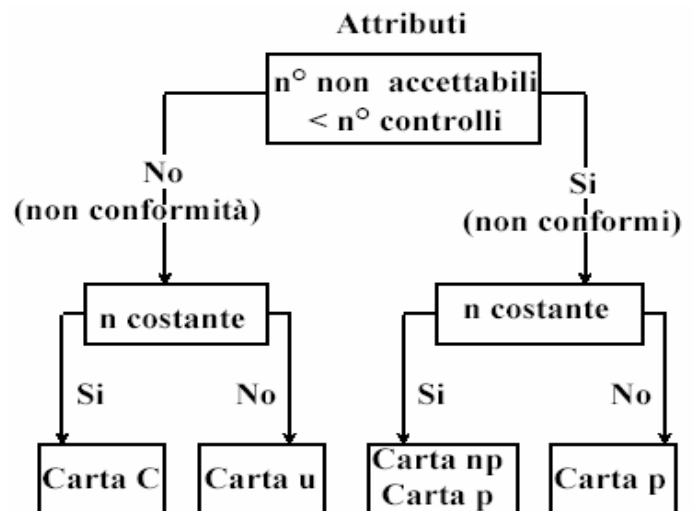 Attributi
n° non accettabili
< n° controlli
No
(non conformità)
Si
(non conformi)
n costante
n costante
Si
No
Si
No
Carta C
Carta u
Carta np
Carta p
Carta p